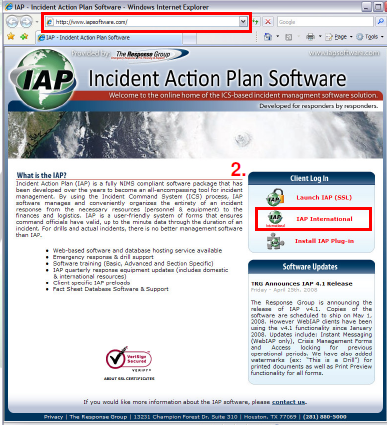 IAP - Incident Action Plan Software - Windows Internet Explorer
http://www.iapsoftware.com/
Google
IAP - Incident Action Plan Software
Page
Tools
Provided by The Response Group
www.iapsoftware.com
IAP
Incident Action Plan Software
Welcome to the online home of the ICS-based incident managment software solution.
Developed for responders by responders.
2.
What is the IAP?
Incident Action Plan (IAP) is a fully NIMS compliant software package that has
been developed over the years to become an all-encompassing tool for incident
management. By using the Incident Command System (ICS) process, IAP
software manages and conveniently organizes the entirety of an incident
response from the necessary resources (personnel & equipment) to the
finances and logistics. IAP is a user-friendly system of forms that ensures
command officials have valid, up to the minute data through the duration of an
incident. For drills and actual incidents, there is no better management software
than IAP.
Web-based software and database hosting service available
Emergency response & drill support
Software training (Basic, Advanced and Section Specific)
IAP quarterly response equipment updates (includes domestic
& international resources)
Client specific IAP preloads
Fact Sheet Database Software & Support
VeriSign
Secured
VERIFY
ABOUT SSL CERTIFICATES
Client Log In
Launch IAP (SSL)
IAP International
Install IAP Plug-in
Software Updates
TRG Announces IAP 4.1 Release
Friday - April 25th, 2008
The Response Group is announcing the
release of IAP v4.1. Copies of the
software are scheduled to ship on May 1,
2008. However WebIAP clients have been
using the v4.1 functionality since January
2008. Updates include: Instant Messaging
(WebIAP only), Crisis Management Forms
and Access locking for previous
operational periods. We have also added
watermarks (ex: "This is a Drill") for
printed documents as well as Print Preview
functionality for all forms.
If you would like more information about the IAP software, please contact us.
Privacy | The Response Group | 13231 Champion Forest Dr. Suite 310 | Houston, TX 77069 | (281) 880-5000